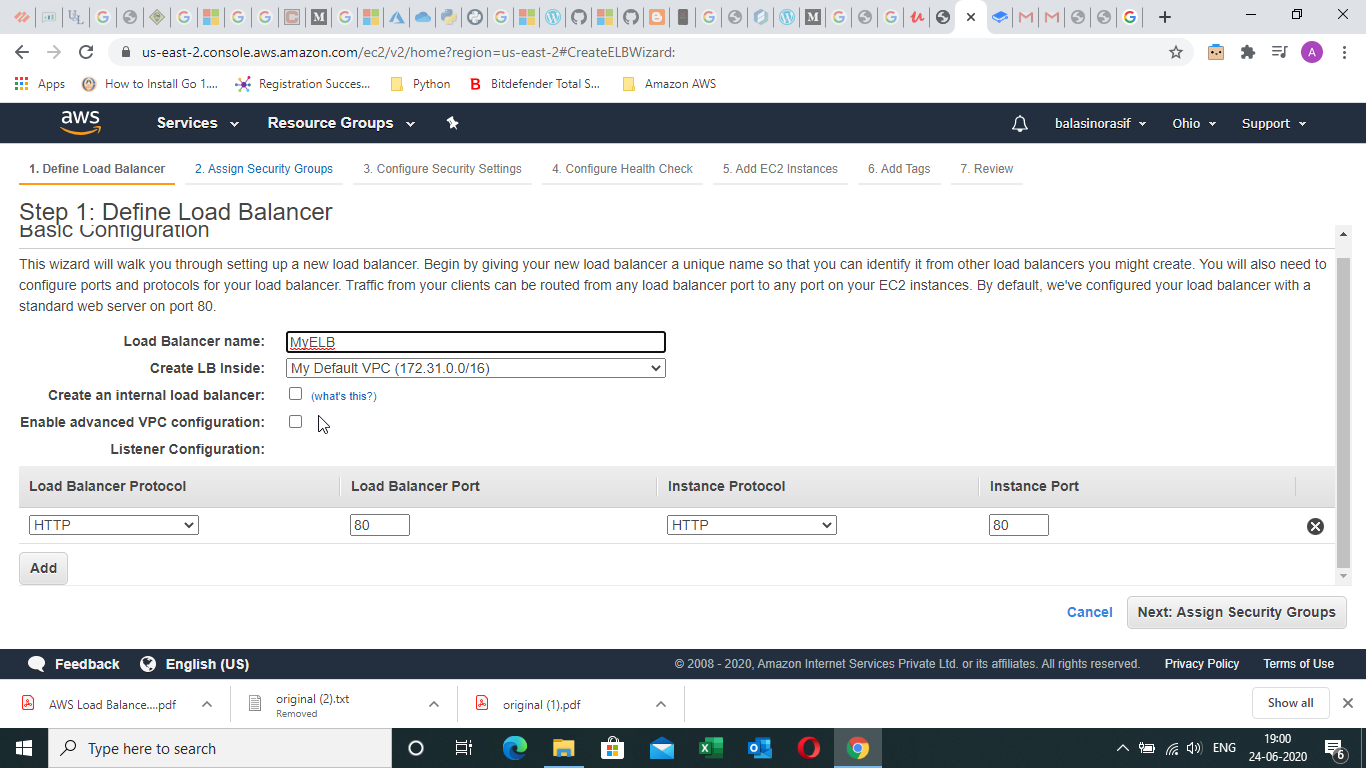 us-east-2.console.aws.amazon.com/ec2/v2/home?region=us-east-2#CreateELBWizard:
A
Apps
How to Install Go 1....
Registration Succes...
Python
Bitdefender Total S...
Amazon AWS
aws
Services
Resource Groups
balasinorasif
Ohio
Support
1. Define Load Balancer
2. Assign Security Groups
3. Configure Security Settings
4. Configure Health Check
5. Add EC2 Instances
6. Add Tags
7. Review
Step 1: Define Load Balancer
Basic Configuration
This wizard will walk you through setting up a new load balancer. Begin by giving your new load balancer a unique name so that you can identify it from other load balancers you might create. You will also need to
configure ports and protocols for your load balancer. Traffic from your clients can be routed from any load balancer port to any port on your EC2 instances. By default, we've configured your load balancer with a
standard web server on port 80.
Load Balancer name: MyELB
Create LB Inside: My Default VPC (172.31.0.0/16)
Create an internal load balancer: (what's this?)
Enable advanced VPC configuration:
Listener Configuration:
Load Balancer Protocol Load Balancer Port Instance Protocol Instance Port
HTTP 80 HTTP 80
Add
Cancel Next: Assign Security Groups
Feedback English (US) © 2008 - 2020, Amazon Internet Services Private Ltd. or its affiliates. All rights reserved. Privacy Policy Terms of Use
AWS Load Balance....pdf
original (2).txt
Removed
original (1).pdf
Show all
Type here to search
ENG
19:00
24-06-2020
6